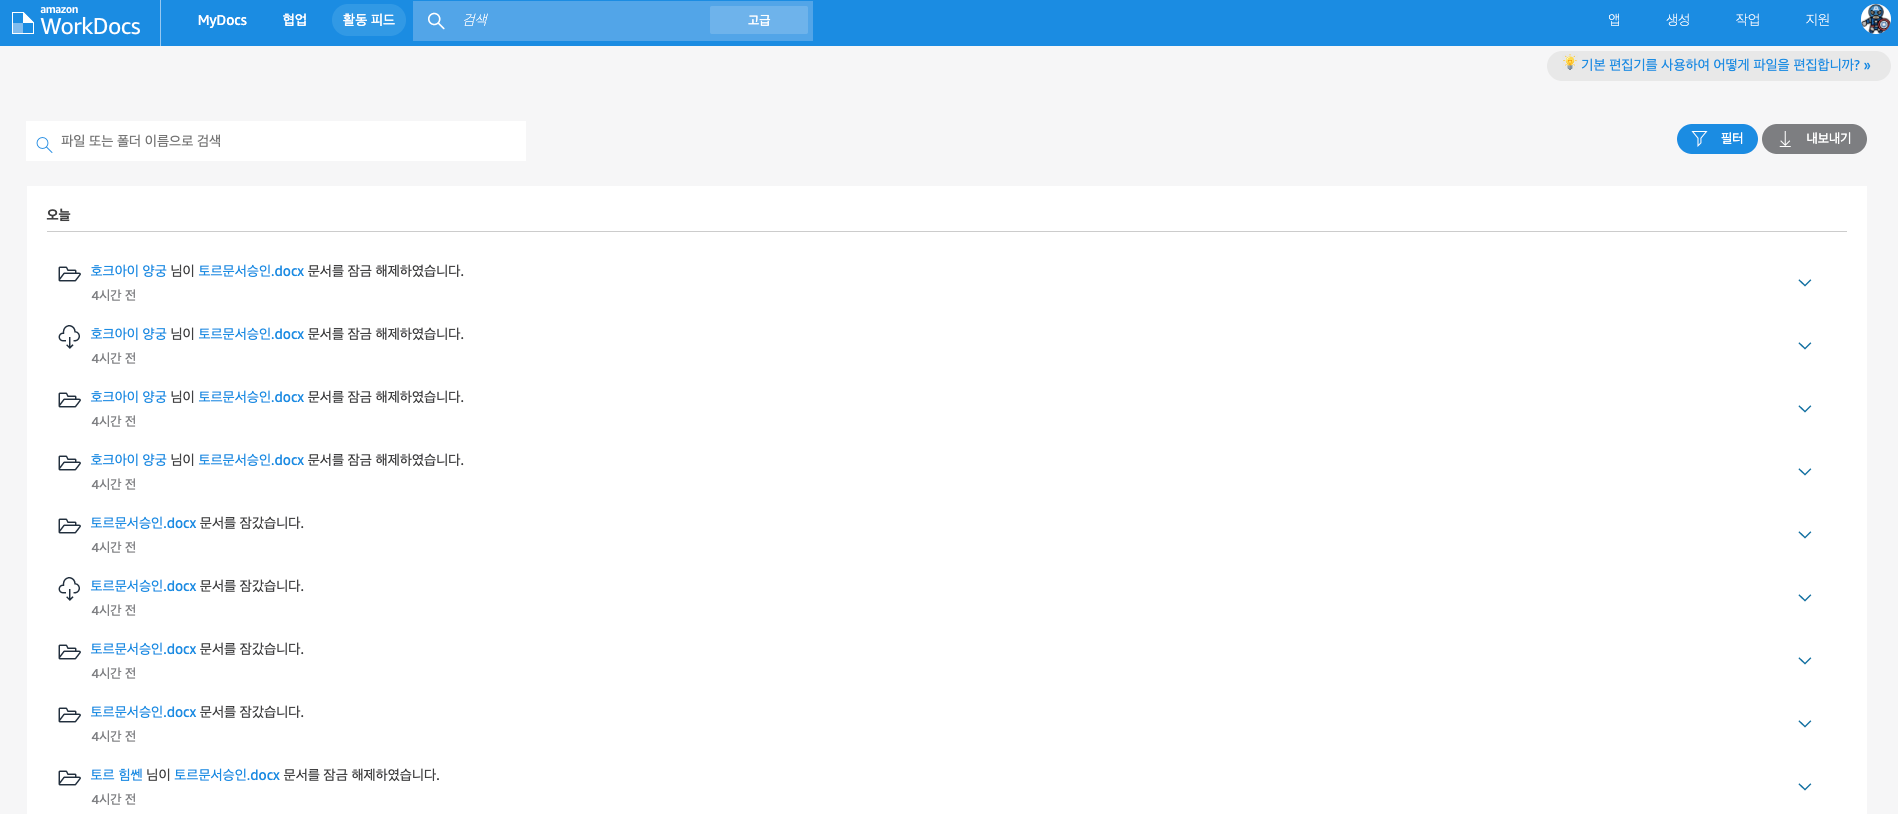 amazon
WorkDocs
MyDocs 협업 활동 피드 검색 고급 앱 생성 작업 지원
기본 편집기를 사용하여 어떻게 파일을 편집합니까? »
파일 또는 폴더 이름으로 검색 필터 내보내기
오늘
호크아이 양궁 님이 토르문서승인.docx 문서를 잠금 해제하였습니다.
4시간 전
호크아이 양궁 님이 토르문서승인.docx 문서를 잠금 해제하였습니다.
4시간 전
호크아이 양궁 님이 토르문서승인.docx 문서를 잠금 해제하였습니다.
4시간 전
호크아이 양궁 님이 토르문서승인.docx 문서를 잠금 해제하였습니다.
4시간 전
토르문서승인.docx 문서를 잠갔습니다.
4시간 전
토르문서승인.docx 문서를 잠갔습니다.
4시간 전
토르문서승인.docx 문서를 잠갔습니다.
4시간 전
토르문서승인.docx 문서를 잠갔습니다.
4시간 전
토르 힘쎈 님이 토르문서승인.docx 문서를 잠금 해제하였습니다.
4시간 전